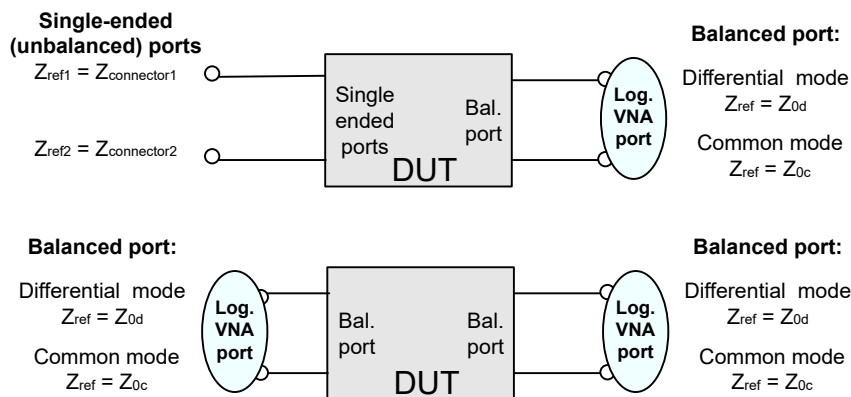 Single-ended
(unbalanced) ports
Zref1 = Zconnector1
Zref2 = Zconnector2
Single
ended
ports
Bal.
port
DUT
Log.
VNA
port
Balanced port:
Differential mode
Zref = Z0d
Common mode
Zref = Z0c
Balanced port:
Differential mode
Zref = Z0d
Common mode
Zref = Z0c
Log.
VNA
port
Bal.
port
Bal.
port
DUT
Log.
VNA
port
Balanced port:
Differential mode
Zref = Z0d
Common mode
Zref = Z0c